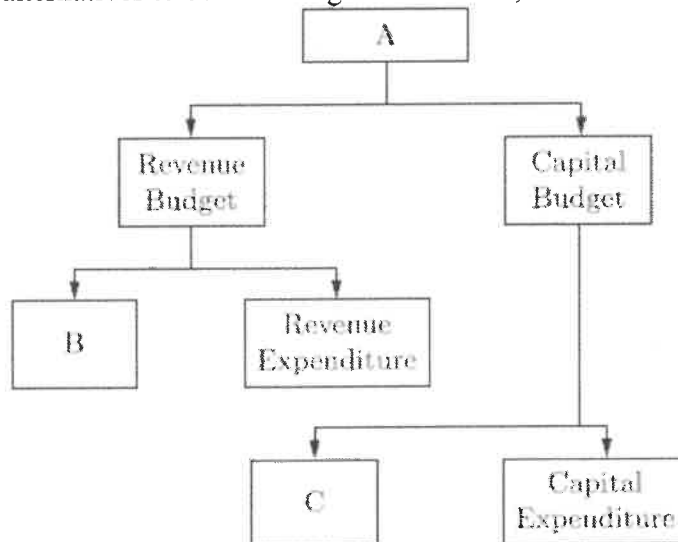 A
Revenue
Budget
Capital
Budget
B
Revenue
Expenditure
C
Capital
Expenditure